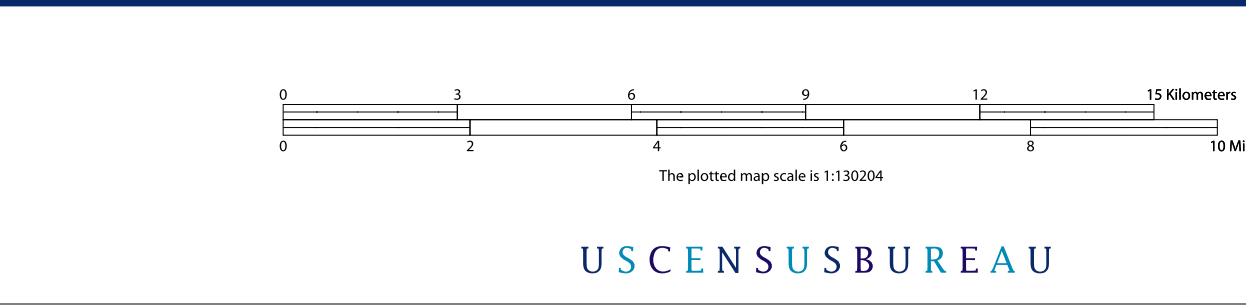 0 3 6 9 12 15 Kilometers
0 2 4 6 8 10 Mi
The plotted map scale is 1:130204
USCENSUSBUREAU